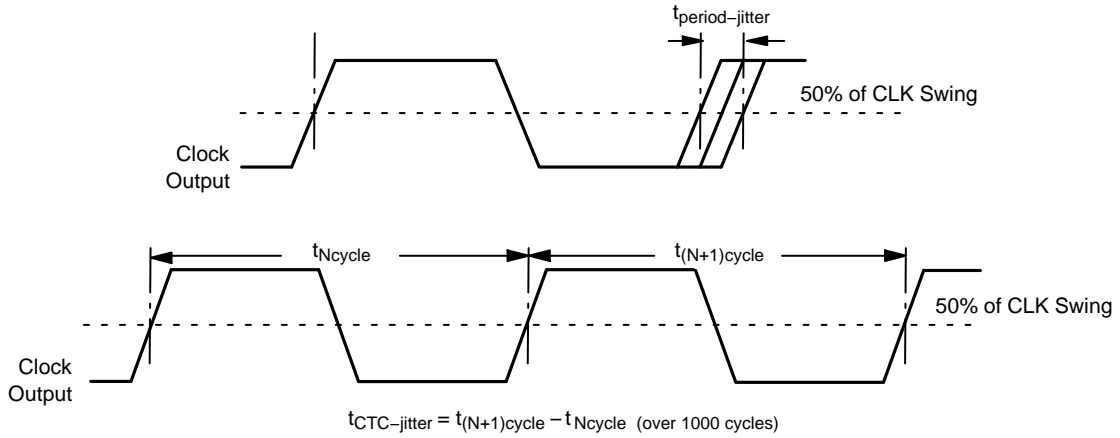 tperiod−jitter
50% of CLK Swing
Clock
Output
tNcycle
t(N+1)cycle
50% of CLK Swing
Clock
Output
tCTC−jitter = t(N+1)cycle − tNcycle (over 1000 cycles)